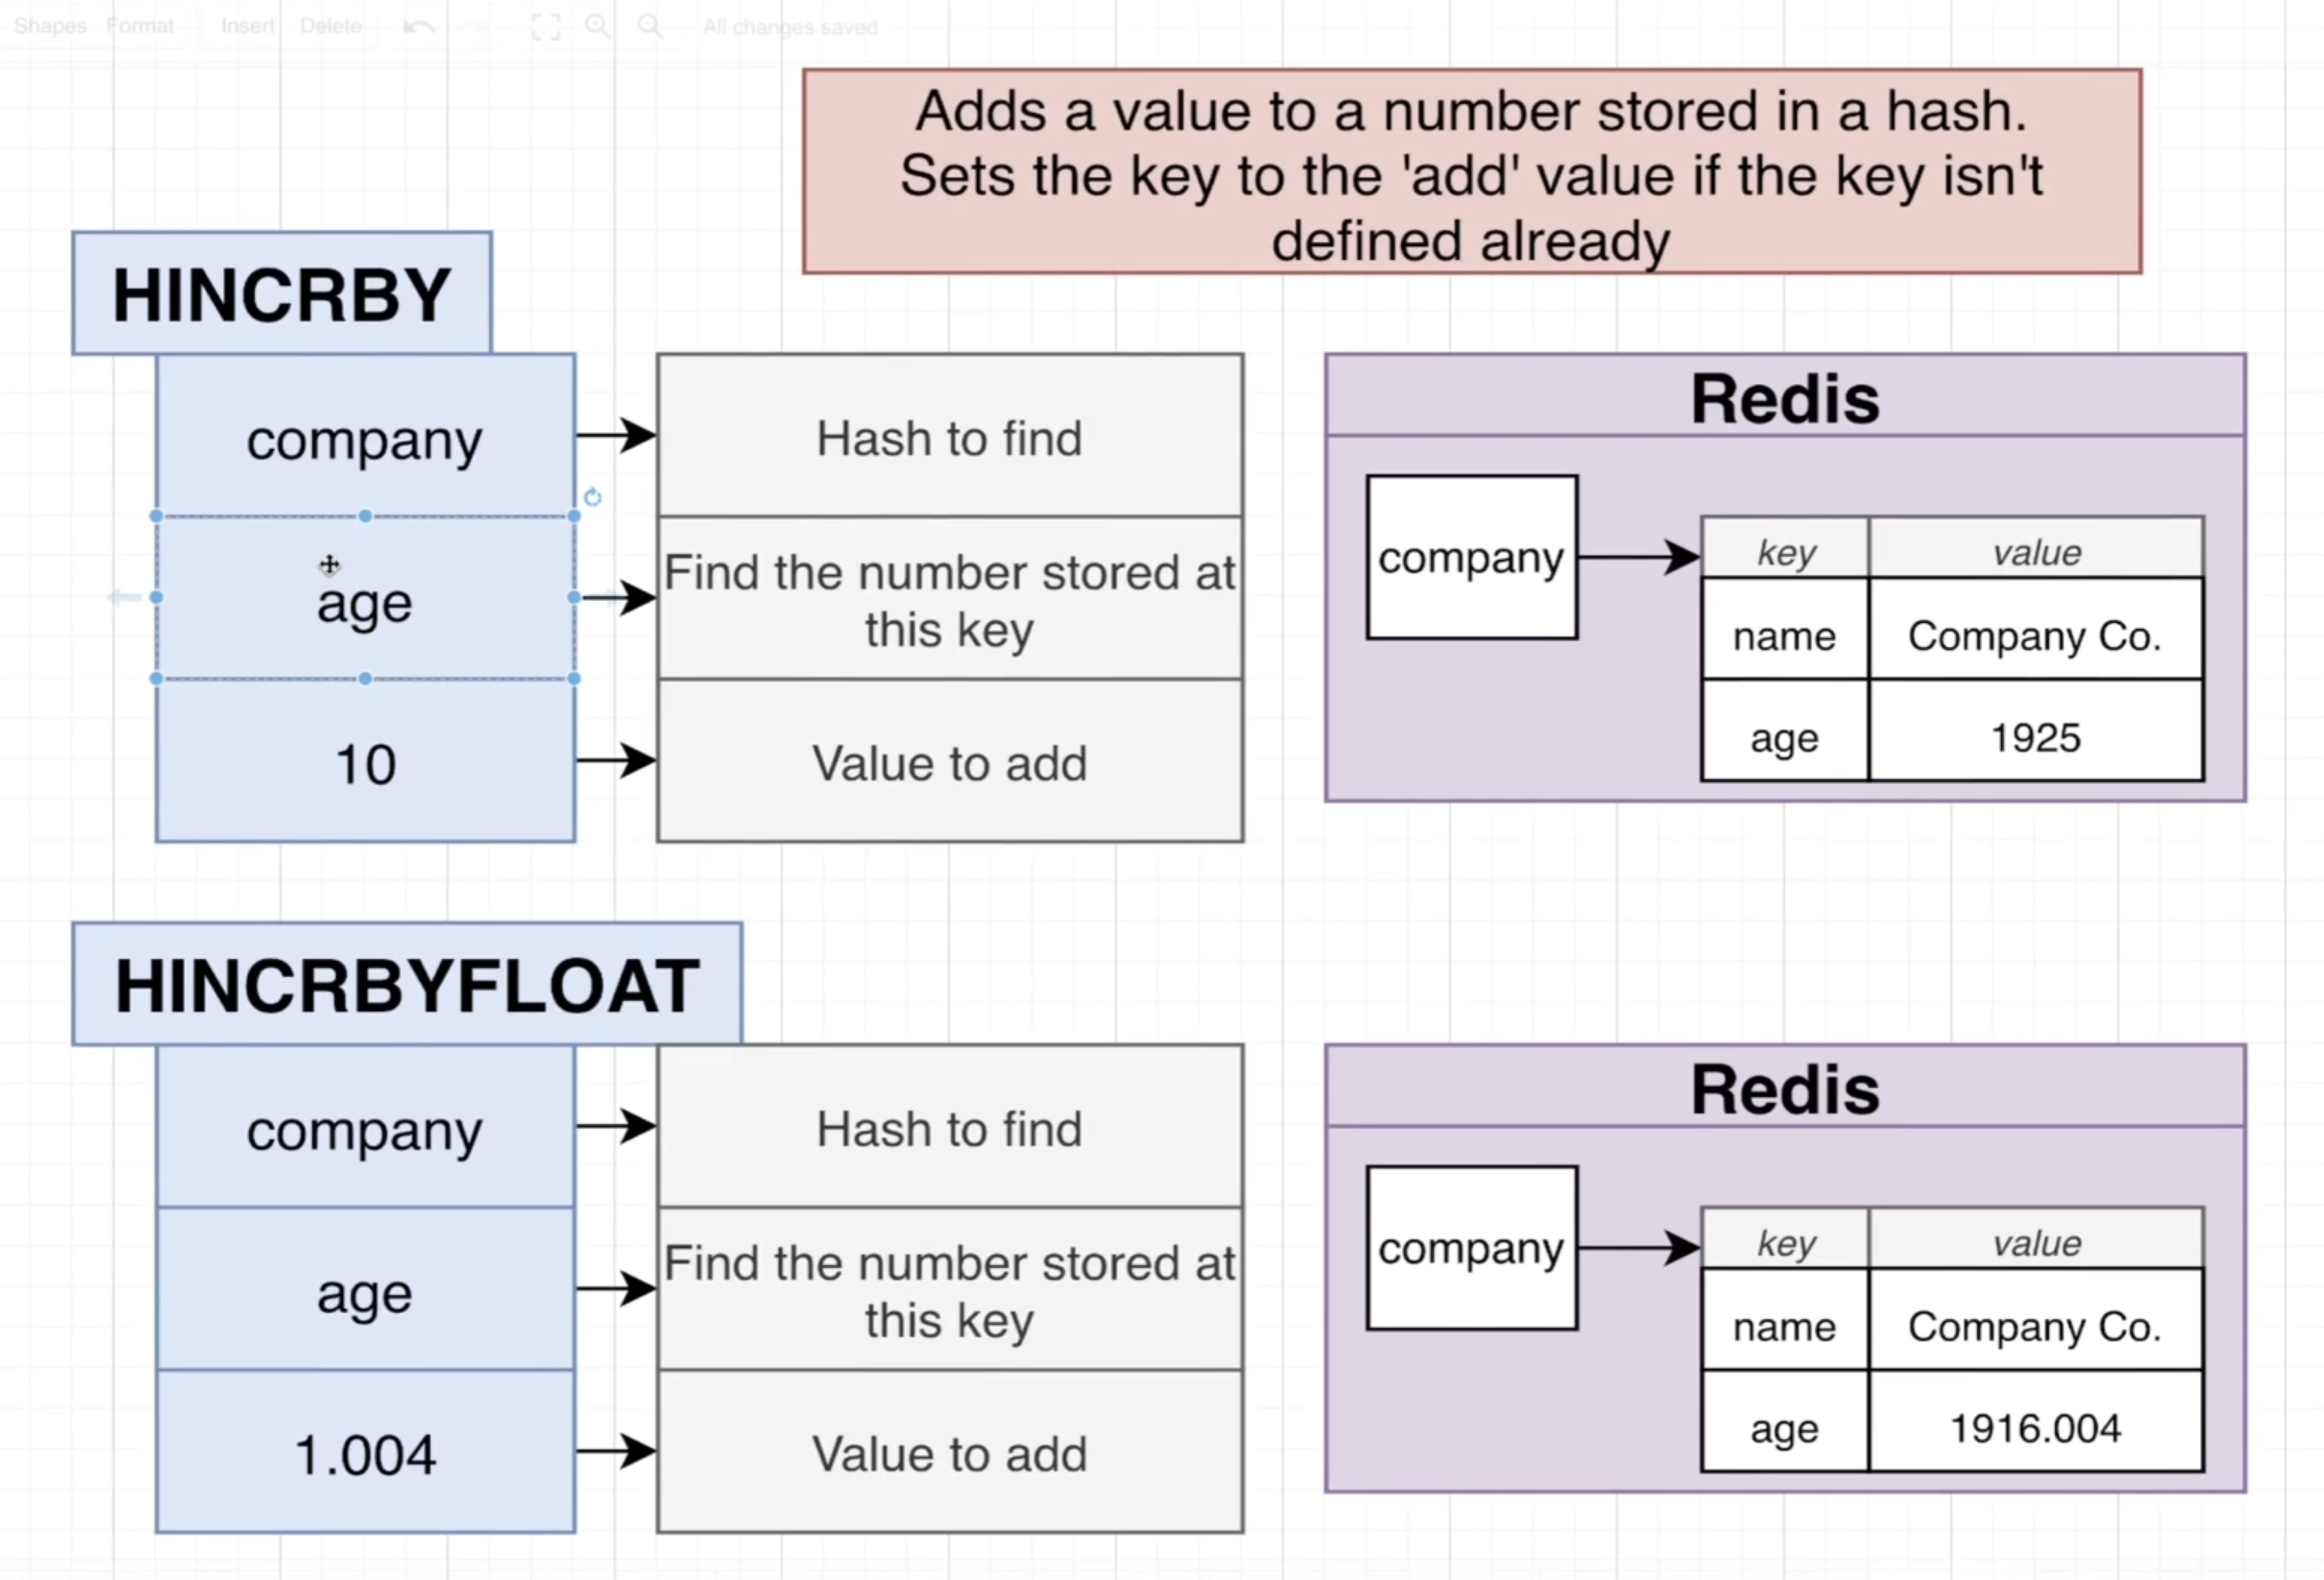 Shapes Format Insert Delete All changes saved
Adds a value to a number stored in a hash.
Sets the key to the 'add' value if the key isn't
defined already
HINCRBY
company
Hash to find
age
Find the number stored at
this key
10
Value to add
Redis
company
key value
name Company Co.
age 1925
HINCRBYFLOAT
company
Hash to find
age
Find the number stored at
this key
1.004
Value to add
Redis
company
key value
name Company Co.
age 1916.004